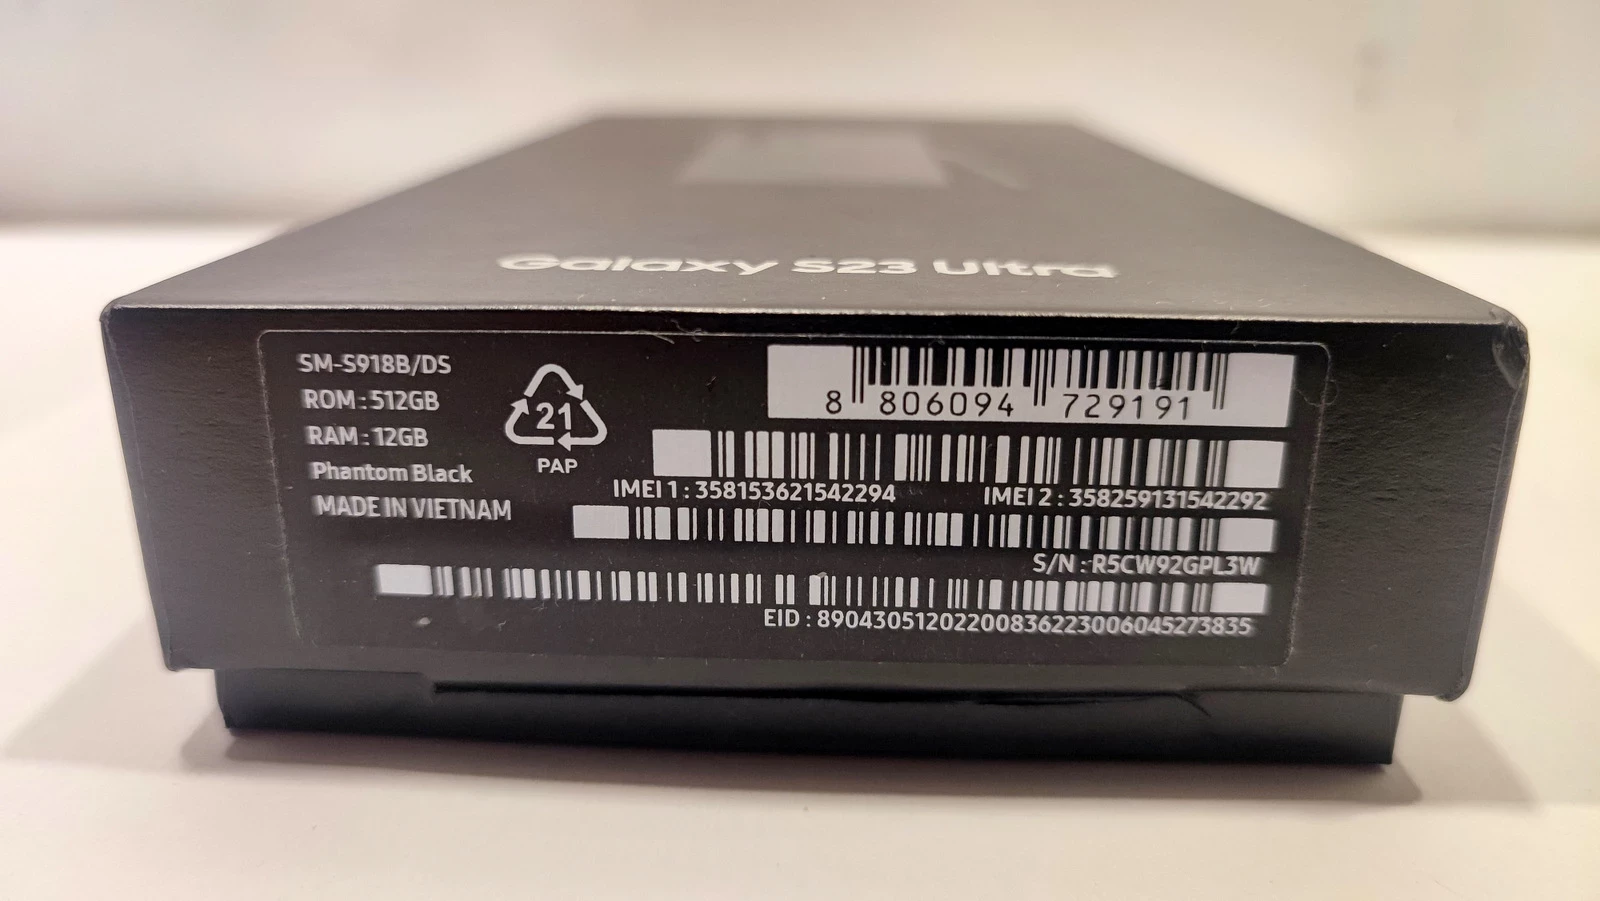 Galaxy S23 Ultra
SM-S918B/DS
ROM : 512GB
RAM : 12GB
Phantom Black
MADE IN VIETNAM
21
PAP
8 806094 729191
IMEI 1 : 358153621542294 IMEI 2 : 358259131542292
S/N : R5CW92GPL3W
EID : 89043051202200836223006045273835